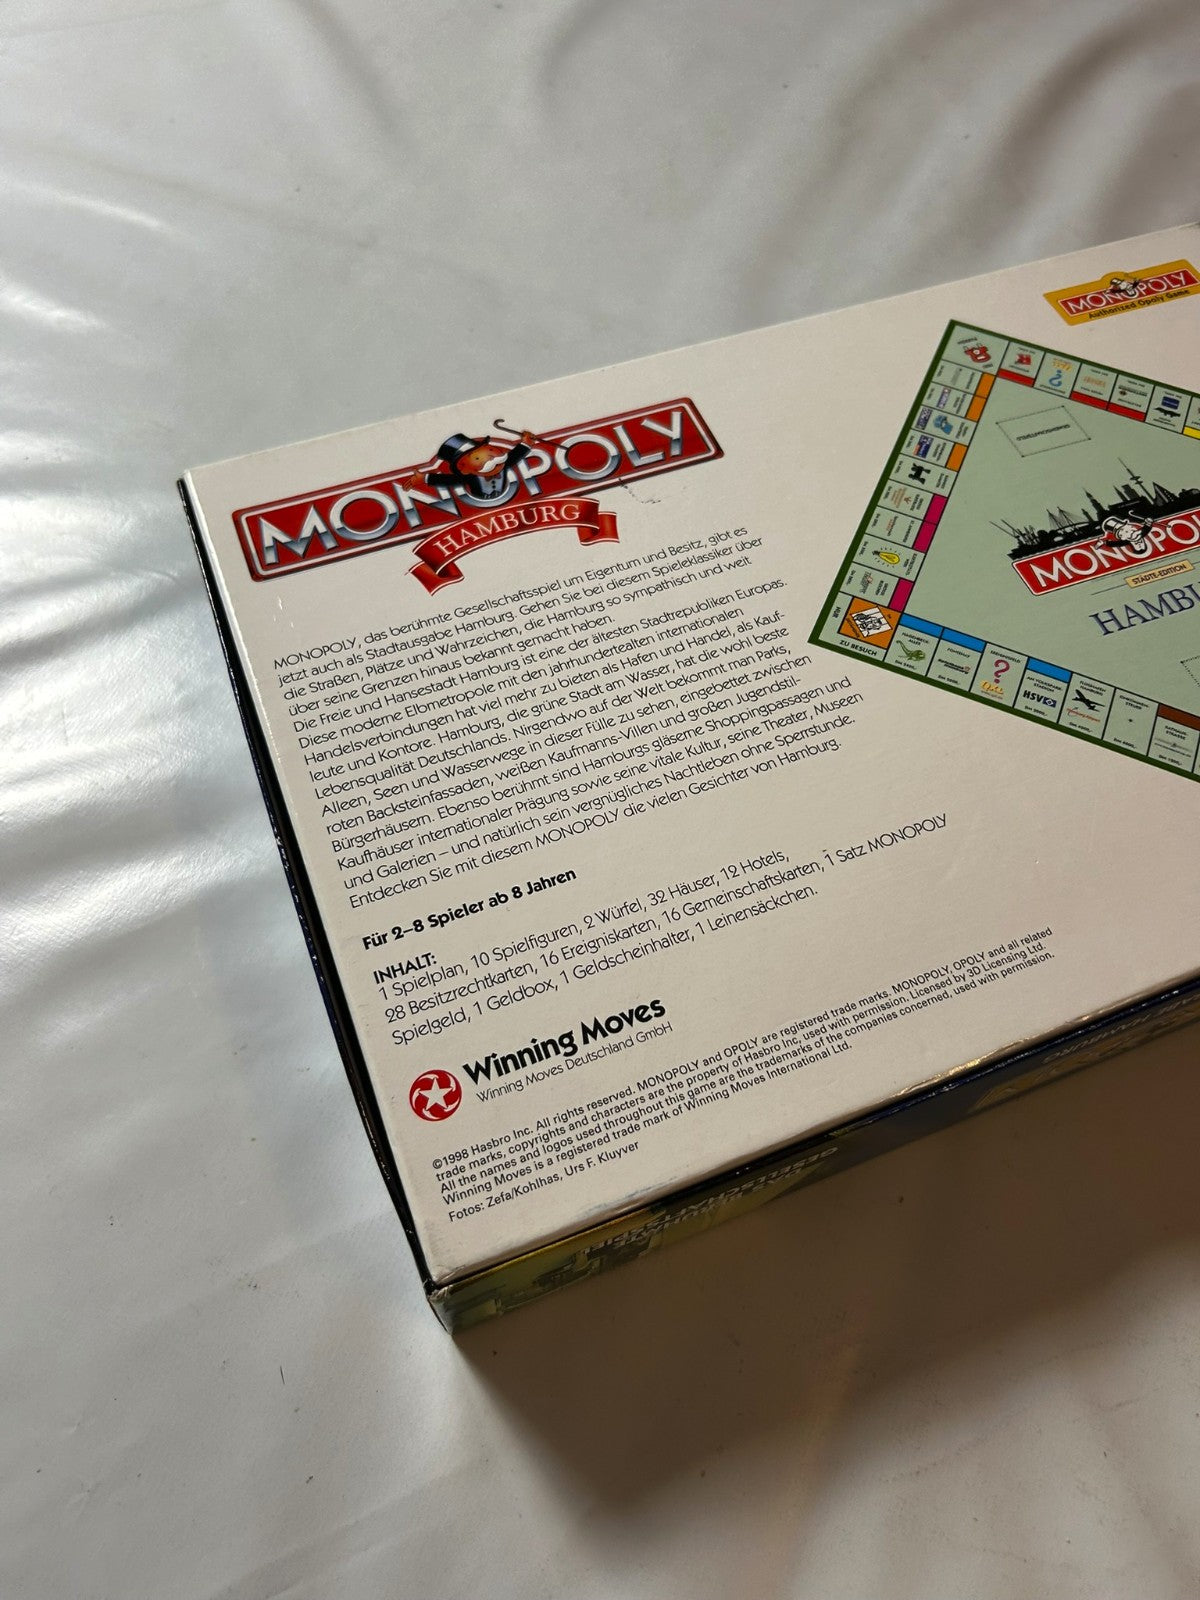 MONOPOLY
Authorized Opoly Game
MONOPOLY
HAMBURG
MONOPOLY, das berühmte Gesellschaftsspiel um Eigentum und Besitz, gibt es
jetzt auch als Stadtausgabe Hamburg. Gehen Sie bei diesem Spieleklassiker über
die Straßen, Plätze und Wahrzeichen, die Hamburg so sympathisch und weit
über seine Grenzen hinaus bekannt gemacht haben.
Die Freie und Hansestadt Hamburg ist eine der ältesten Stadtrepubliken Europas.
Diese moderne Elbmetropole mit den jahrhundertealten internationalen
Handelsverbindungen hat viel mehr zu bieten als Hafen und Handel, als Kauf-
leute und Kontore. Hamburg, die grüne Stadt am Wasser, hat die wohl beste
Lebensqualität Deutschlands. Nirgendwo auf der Welt bekommt man Parks,
Alleen, Seen und Wasserwege in dieser Fülle zu sehen, eingebettet zwischen
roten Backsteinfassaden, weißen Kaufmanns-Villen und großen Jugendstil-
Bürgerhäusern. Ebenso berühmt sind Hamburgs gläserne Shoppingpassagen und
Kaufhäuser internationaler Prägung sowie seine vitale Kultur, seine Theater, Museen
und Galerien – und natürlich sein vergnügliches Nachtleben ohne Sperrstunde.
Entdecken Sie mit diesem MONOPOLY die vielen Gesichter von Hamburg.
Für 2–8 Spieler ab 8 Jahren
INHALT:
1 Spielplan, 10 Spielfiguren, 2 Würfel, 32 Häuser, 12 Hotels,
28 Besitzrechtkarten, 16 Ereigniskarten, 16 Gemeinschaftskarten, 1 Satz MONOPOLY
Spielgeld, 1 Geldbox, 1 Geldscheinhalter, 1 Leinensäckchen.
Winning Moves
Winning Moves Deutschland GmbH
©1998 Hasbro Inc. All rights reserved. MONOPOLY and OPOLY are registered trade marks. MONOPOLY, OPOLY and all related
trade marks, copyrights and characters are the property of Hasbro Inc, used with permission. Licensed by 3D Licensing Ltd.
All the names and logos used throughout this game are the trademarks of the companies concerned, used with permission.
Winning Moves is a registered trade mark of Winning Moves International Ltd.
Fotos: Zefa/Kohlhas, Urs F. Kluyver
MONOPO
STÄDTE-EDITION
HAMBU
ZU BESUCH
HSV
DAS BERÜHMTE
GESELLSCHAFTSSPIEL